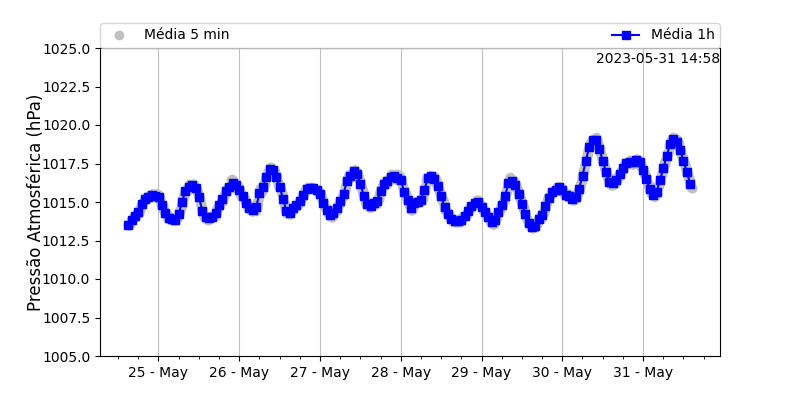 Média 5 min
Média 1h
2023-05-31 14:58
Pressão Atmosférica (hPa)
1025.0
1022.5
1020.0
1017.5
1015.0
1012.5
1010.0
1007.5
1005.0
25 - May
26 - May
27 - May
28 - May
29 - May
30 - May
31 - May